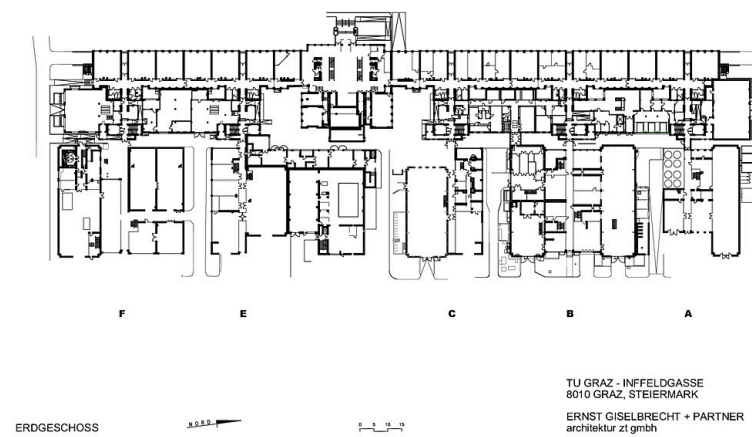 F E C B A
TU GRAZ - INFFELDGASSE
8010 GRAZ, STEIERMARK
ERNST GISELBRECHT + PARTNER
architektur zt gmbh
ERDGESCHOSS
NORD
0 5 10 15